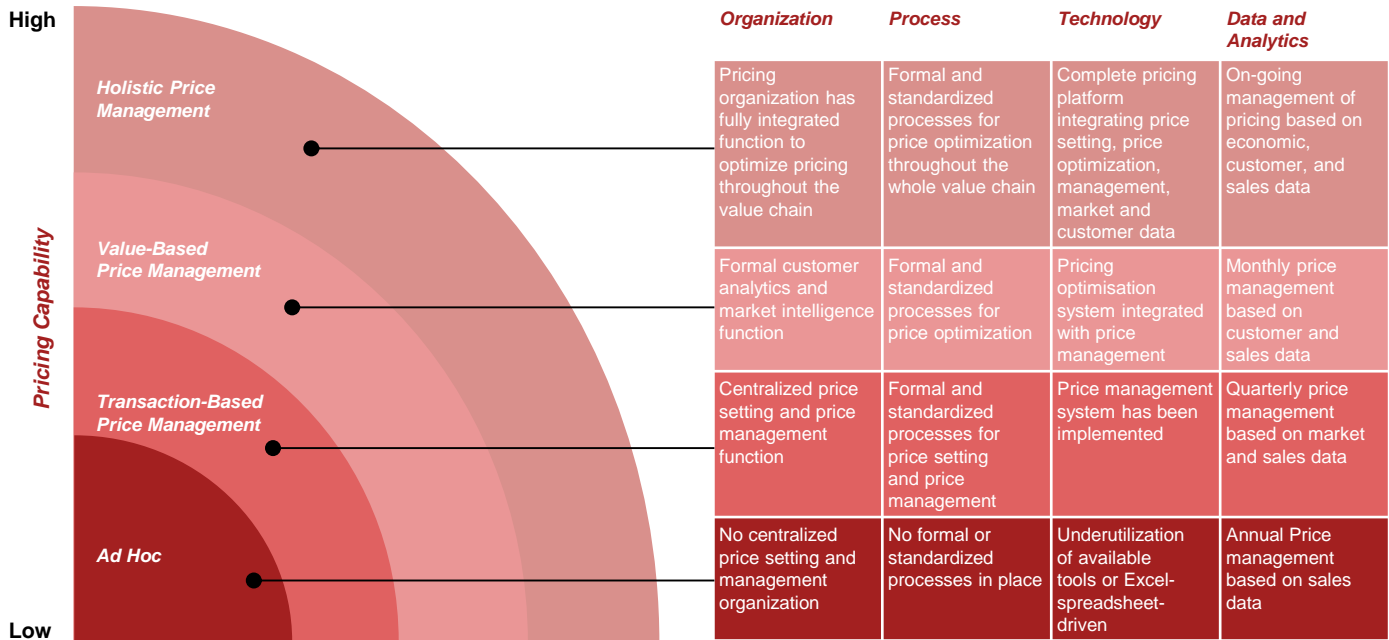 High
Pricing Capability
Low
Holistic Price
Management
Value-Based
Price Management
Transaction-Based
Price Management
Ad Hoc
Organization
Process
Technology
Data and
Analytics
Pricing
organization has
fully integrated
function to
optimize pricing
throughout the
value chain
Formal and
standardized
processes for
price optimization
throughout the
whole value chain
Complete pricing
platform
integrating price
setting, price
optimization,
management,
market and
customer data
On-going
management of
pricing based on
economic,
customer, and
sales data
Formal customer
analytics and
market intelligence
function
Formal and
standardized
processes for
price optimization
Pricing
optimisation
system integrated
with price
management
Monthly price
management
based on
customer and
sales data
Centralized price
setting and price
management
function
Formal and
standardized
processes for
price setting
and price
management
Price management
system has been
implemented
Quarterly price
management
based on market
and sales data
No centralized
price setting and
management
organization
No formal or
standardized
processes in place
Underutilization
of available
tools or Excel-
spreadsheet-
driven
Annual Price
management
based on sales
data